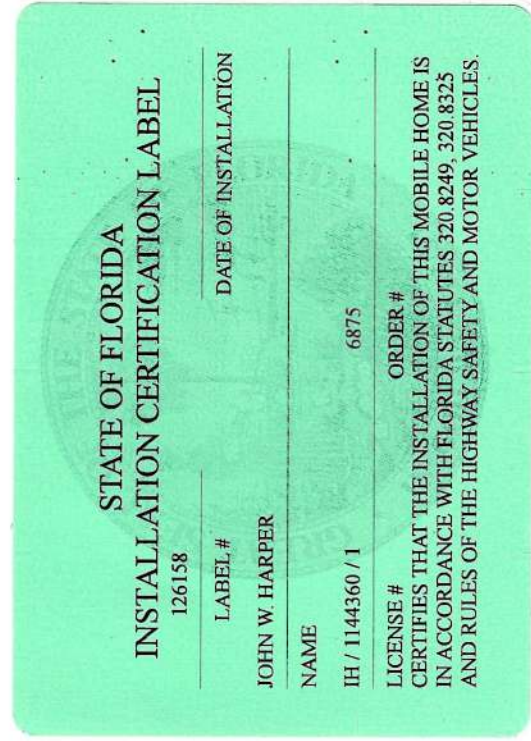 STATE OF FLORIDA
INSTALLATION CERTIFICATION LABEL
126158
LABEL # DATE OF INSTALLATION
JOHN W. HARPER
NAME
IH / 1144360 / 1 6875
LICENSE # ORDER #
CERTIFIES THAT THE INSTALLATION OF THIS MOBILE HOME IS
IN ACCORDANCE WITH FLORIDA STATUTES 320.8249, 320.8325
AND RULES OF THE HIGHWAY SAFETY AND MOTOR VEHICLES.